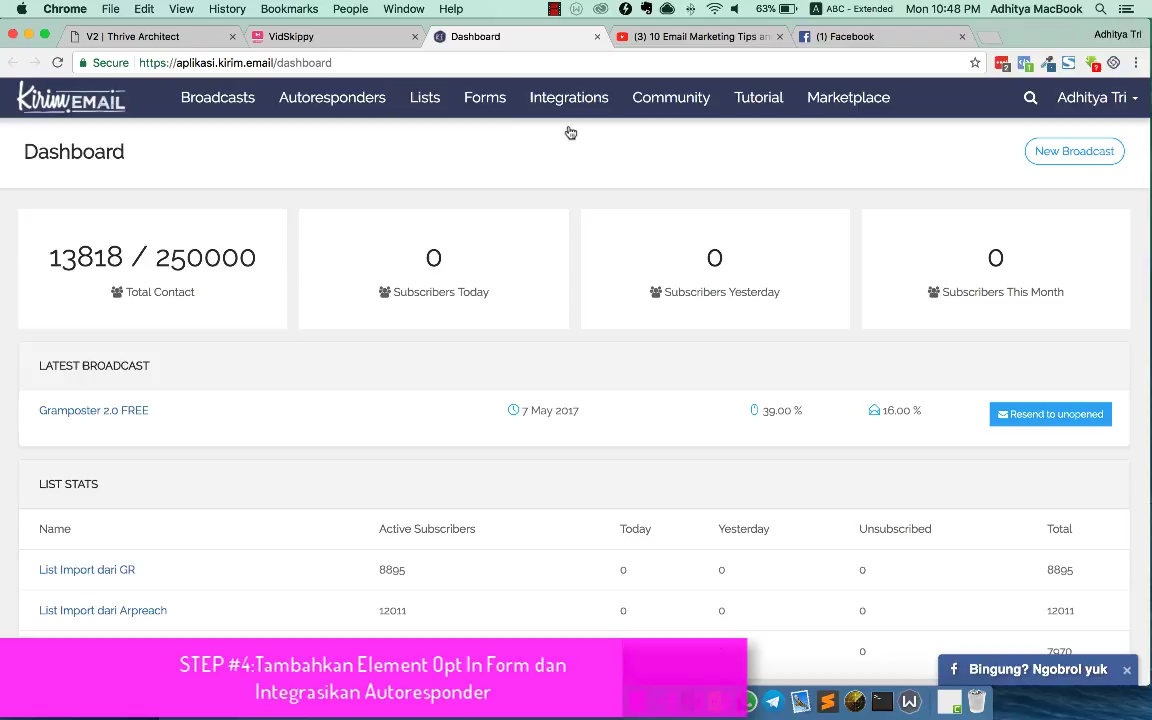 Chrome File Edit View History Bookmarks People Window Help 63% A ABC - Extended Mon 10:48 PM Adhitya MacBook
V2 | Thrive Architect VidSkippy Dashboard (3) 10 Email Marketing Tips an (1) Facebook Adhitya Tri
Secure https://aplikasi.kirim.email/dashboard
Kirim.EMAIL Broadcasts Autoresponders Lists Forms Integrations Community Tutorial Marketplace Adhitya Tri
Dashboard New Broadcast
13818 / 250000 0 0 0
Total Contact Subscribers Today Subscribers Yesterday Subscribers This Month
LATEST BROADCAST
Gramposter 2.0 FREE 7 May 2017 39.00 % 16.00 % Resend to unopened
LIST STATS
Name Active Subscribers Today Yesterday Unsubscribed Total
List Import dari GR 8895 0 0 0 8895
List Import dari Arpreach 12011 0 0 0 12011
0 7970
STEP #4:Tambahkan Element Opt In Form dan
Integrasikan Autoresponder
Bingung? Ngobrol yuk